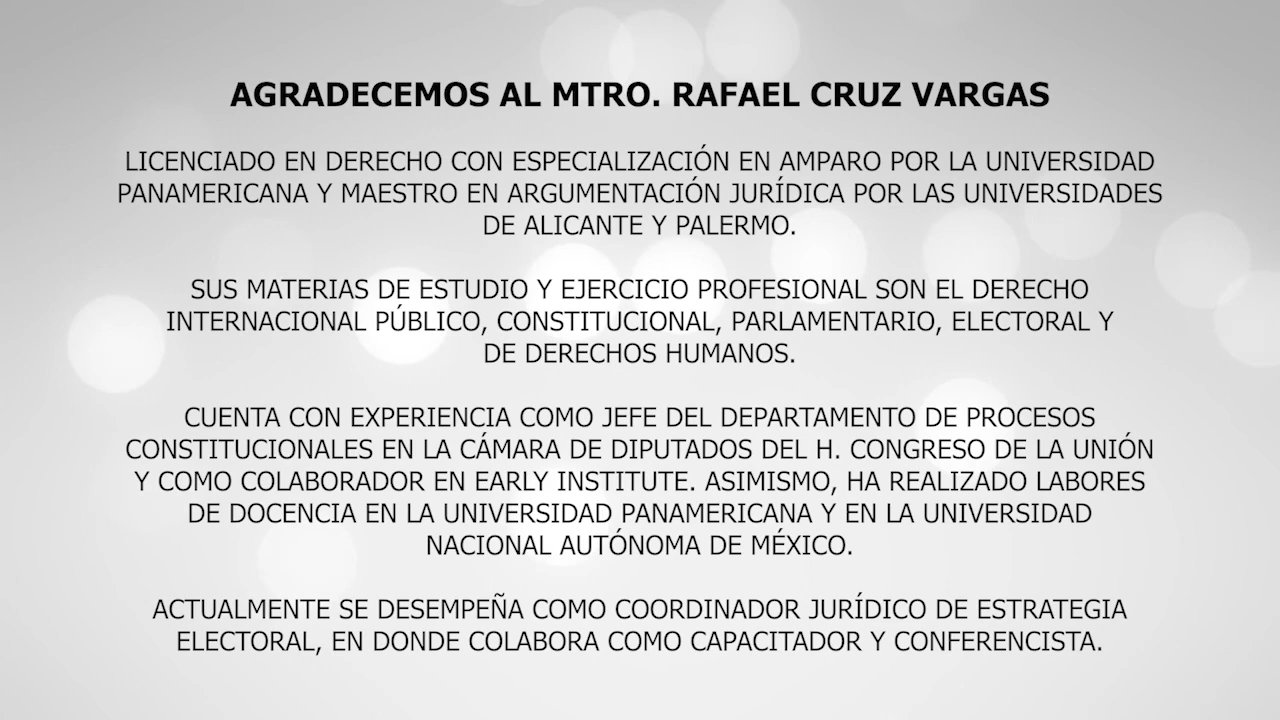 AGRADECEMOS AL MTRO. RAFAEL CRUZ VARGAS
LICENCIADO EN DERECHO CON ESPECIALIZACIÓN EN AMPARO POR LA UNIVERSIDAD
PANAMERICANA Y MAESTRO EN ARGUMENTACIÓN JURÍDICA POR LAS UNIVERSIDADES
DE ALICANTE Y PALERMO.
SUS MATERIAS DE ESTUDIO Y EJERCICIO PROFESIONAL SON EL DERECHO
INTERNACIONAL PÚBLICO, CONSTITUCIONAL, PARLAMENTARIO, ELECTORAL Y
DE DERECHOS HUMANOS.
CUENTA CON EXPERIENCIA COMO JEFE DEL DEPARTAMENTO DE PROCESOS
CONSTITUCIONALES EN LA CÁMARA DE DIPUTADOS DEL H. CONGRESO DE LA UNIÓN
Y COMO COLABORADOR EN EARLY INSTITUTE. ASIMISMO, HA REALIZADO LABORES
DE DOCENCIA EN LA UNIVERSIDAD PANAMERICANA Y EN LA UNIVERSIDAD
NACIONAL AUTÓNOMA DE MÉXICO.
ACTUALMENTE SE DESEMPEÑA COMO COORDINADOR JURÍDICO DE ESTRATEGIA
ELECTORAL, EN DONDE COLABORA COMO CAPACITADOR Y CONFERENCISTA.